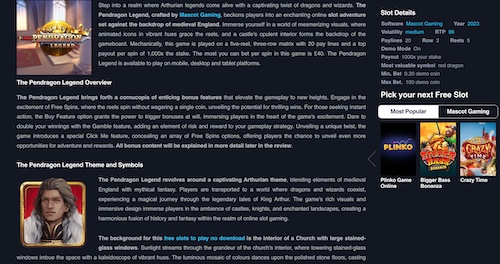 Step into a realm where Arthurian legends come alive with a captivating twist of dragons and wizards. The
Pendragon Legend, crafted by Mascot Gaming, beckons players into an enchanting online slot adventure
set against the backdrop of medieval England. Immerse yourself in a world of mesmerizing visuals, where
animated icons in vibrant hues grace the reels, and a castle's opulent interior forms the backdrop of the
gameboard. Mechanically, this game is played on a five-reel, three-row matrix with 20 pay lines and a top
payout per spin of 1,000x the stake. The most you can bet per spin in this game is £40. The Pendragon
Legend is available to play on mobile, desktop and tablet platforms.
PENDRAGON
LEGEND
The Pendragon Legend Overview
The Pendragon Legend brings forth a cornucopia of enticing bonus features that elevate the gameplay to new heights. Engage in the
excitement of Free Spins, where the reels spin without wagering a single coin, unveiling the potential for thrilling wins. For those seeking instant
action, the Buy Feature option grants the power to trigger bonuses at will, immersing players in the heart of the game's excitement. Dare to
double your winnings with the Gamble feature, adding an element of risk and reward to your gameplay strategy. Unveiling a unique twist, the
game introduces a special Click Me feature, concealing an array of Free Spins options, offering players the chance to unveil even more
opportunities for adventure and rewards. All bonus content will be explained in more detail later in the review.
The Pendragon Legend Theme and Symbols
The Pendragon Legend revolves around a captivating Arthurian theme, blending elements of medieval
England with mythical fantasy. Players are transported to a world where dragons and wizards coexist,
experiencing a magical journey through the legendary tales of King Arthur. The game's rich visuals and
immersive design immerse players in the ambience of castles, knights, and enchanted landscapes, creating a
harmonious fusion of history and fantasy within the realm of online slot gaming.
The background for this free slots to play no download is the interior of a Church with large stained-
glass windows. Sunlight streams through the grandeur of the church's interior, where towering stained-glass
windows imbue the space with a kaleidoscope of vibrant hues. The luminous mosaic of colours dances upon the polished stone floors, casting
Slot Details
Software Mascot Gaming Year 2023
Volatility medium RTP 96
Paylines 20 Row 3 Reels 5
Demo Mode On
Payout 1000x your stake
Most valuable symbol red dragon
Min. Bet 0.20 demo coin
Max Bet. 100 demo coin
Pick your next Free Slot
Most Popular Mascot Gaming
PLINKO
BIGGER BASS
BONANZA
CRAZY
TIME
Plinko Game
Online
Bigger Bass
Bonanza
Crazy Time